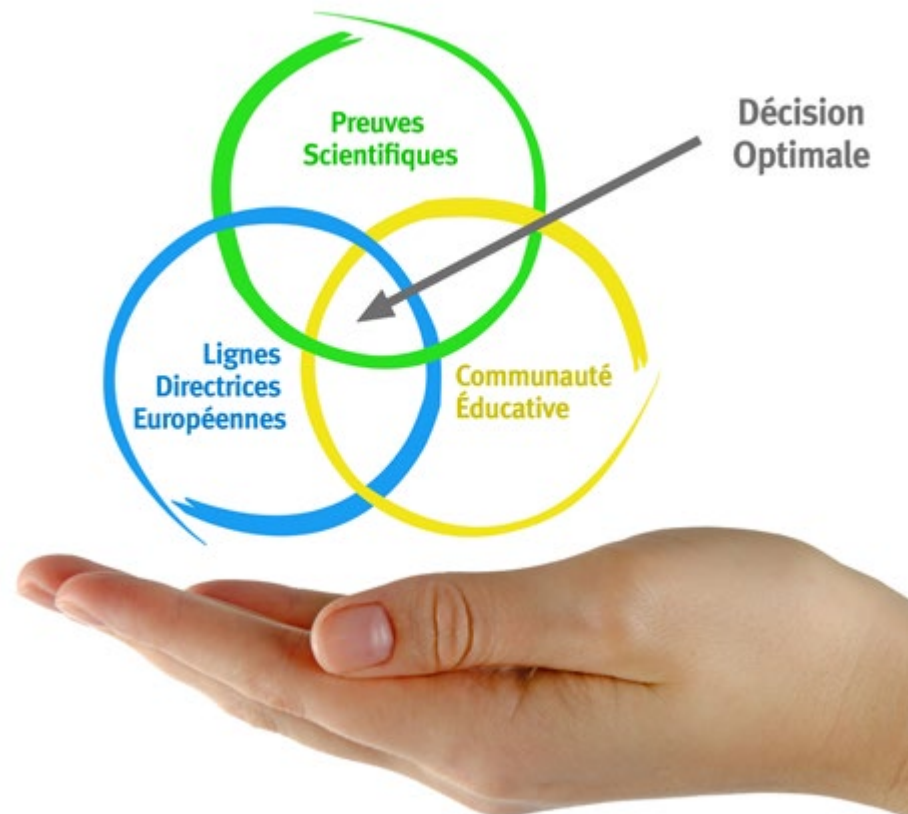 Preuves
Scientifiques
Décision
Optimale
Lignes
Directrices
Européennes
Communauté
Éducative